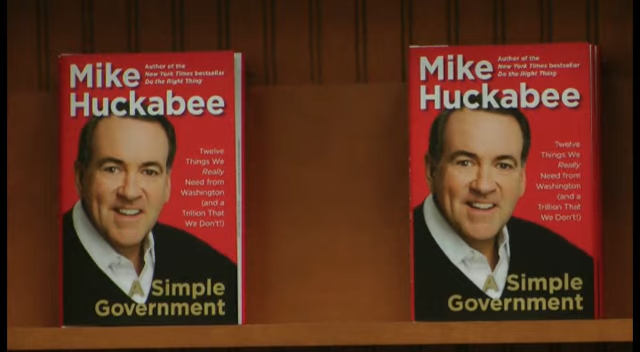 Mike
Author of the
New York Times bestseller
Do the Right Thing
Huckabee
Twelve
Things We
Really
Need from
Washington
(and a
Trillion That
We Don't!)
A Simple
Government
Mike
Author of the
New York Times bestseller
Do the Right Thing
Huckabee
Twelve
Things We
Really
Need from
Washington
(and a
Trillion That
We Don't!)
A Simple
Government